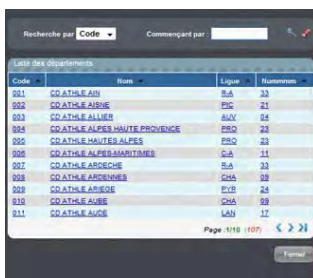 Recherche par Code Commençant par :
Liste des départements
Code Nom Ligue Nummnm
001 CD ATHLE AIN R-A 33
002 CD ATHLE AISNE PIC 21
003 CD ATHLE ALLIER AUV 04
004 CD ATHLE ALPES HAUTE PROVENCE PRO 23
005 CD ATHLE HAUTES ALPES PRO 23
006 CD ATHLE ALPES-MARITIMES C-A 11
007 CD ATHLE ARDECHE R-A 33
008 CD ATHLE ARDENNES CHA 09
009 CD ATHLE ARIEGE PYR 24
010 CD ATHLE AUBE CHA 09
011 CD ATHLE AUDE LAN 17
Page :1/10 (107)
Fermer